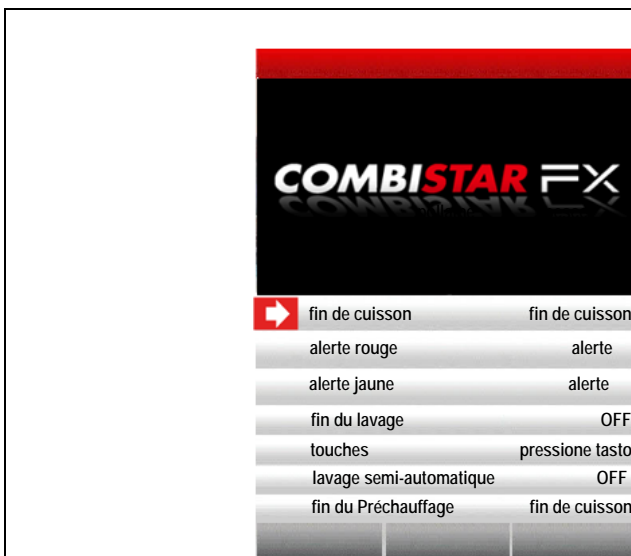 COMBISTAR FX
fin de cuisson fin de cuisson
alerte rouge alerte
alerte jaune alerte
fin du lavage OFF
touches pressione tasto
lavage semi-automatique OFF
fin du Préchauffage fin de cuisson